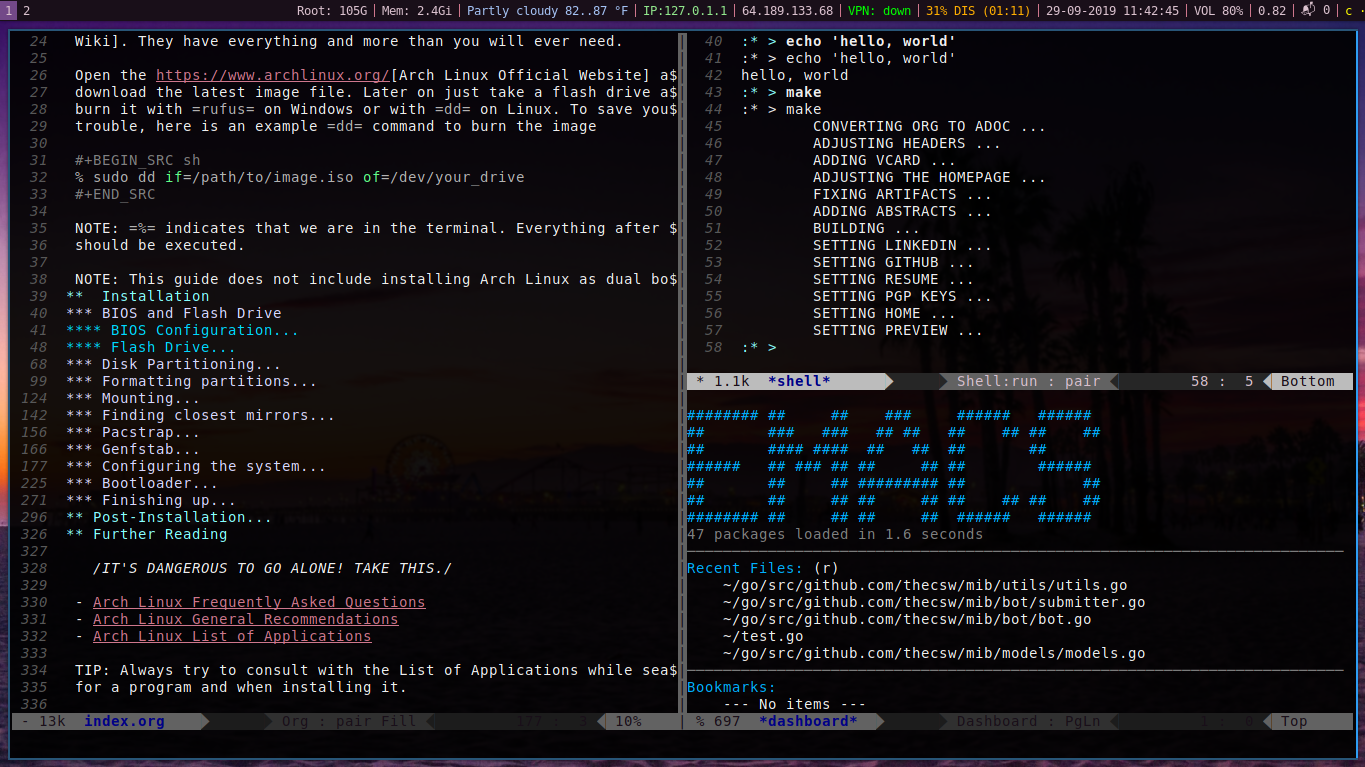 1 2 Root: 105G Mem: 2.4Gi Partly cloudy 82..87 °F IP:127.0.1.1 64.189.133.68 VPN: down 31% DIS (01:11) 29-09-2019 11:42:45 VOL 80% 0.82 0 c
24 Wiki]. They have everything and more than you will ever need.
25
26 Open the https://www.archlinux.org/[Arch Linux Official Website] a$
27 download the latest image file. Later on just take a flash drive a$
28 burn it with =rufus= on Windows or with =dd= on Linux. To save you$
29 trouble, here is an example =dd= command to burn the image
30
31 #+BEGIN_SRC sh
32 % sudo dd if=/path/to/image.iso of=/dev/your_drive
33 #+END_SRC
34
35 NOTE: =%= indicates that we are in the terminal. Everything after $
36 should be executed.
37
38 NOTE: This guide does not include installing Arch Linux as dual bo$
39 ** Installation
40 *** BIOS and Flash Drive
41 **** BIOS Configuration...
48 **** Flash Drive...
68 *** Disk Partitioning...
99 *** Formatting partitions...
124 *** Mounting...
142 *** Finding closest mirrors...
156 *** Pacstrap...
166 *** Genfstab...
177 *** Configuring the system...
225 *** Bootloader...
271 *** Finishing up...
296 ** Post-Installation...
326 ** Further Reading
327
328 /IT'S DANGEROUS TO GO ALONE! TAKE THIS./
329
330 - Arch Linux Frequently Asked Questions
331 - Arch Linux General Recommendations
332 - Arch Linux List of Applications
333
334 TIP: Always try to consult with the List of Applications while sea$
335 for a program and when installing it.
336
- 13k index.org Org : pair Fill 177 : 3 10%
40 :* > echo 'hello, world'
41 :* > echo 'hello, world'
42 hello, world
43 :* > make
44 :* > make
45 CONVERTING ORG TO ADOC ...
46 ADJUSTING HEADERS ...
47 ADDING VCARD ...
48 ADJUSTING THE HOMEPAGE ...
49 FIXING ARTIFACTS ...
50 ADDING ABSTRACTS ...
51 BUILDING ...
52 SETTING LINKEDIN ...
53 SETTING GITHUB ...
54 SETTING RESUME ...
55 SETTING PGP KEYS ...
56 SETTING HOME ...
57 SETTING PREVIEW ...
58 :* >
* 1.1k *shell* Shell:run : pair 58 : 5 Bottom
EMACS
47 packages loaded in 1.6 seconds
Recent Files: (r)
~/go/src/github.com/thecsw/mib/utils/utils.go
~/go/src/github.com/thecsw/mib/bot/submitter.go
~/go/src/github.com/thecsw/mib/bot/bot.go
~/test.go
~/go/src/github.com/thecsw/mib/models/models.go
Bookmarks:
--- No items ---
% 697 *dashboard* Dashboard : PgLn 1 : 0 Top